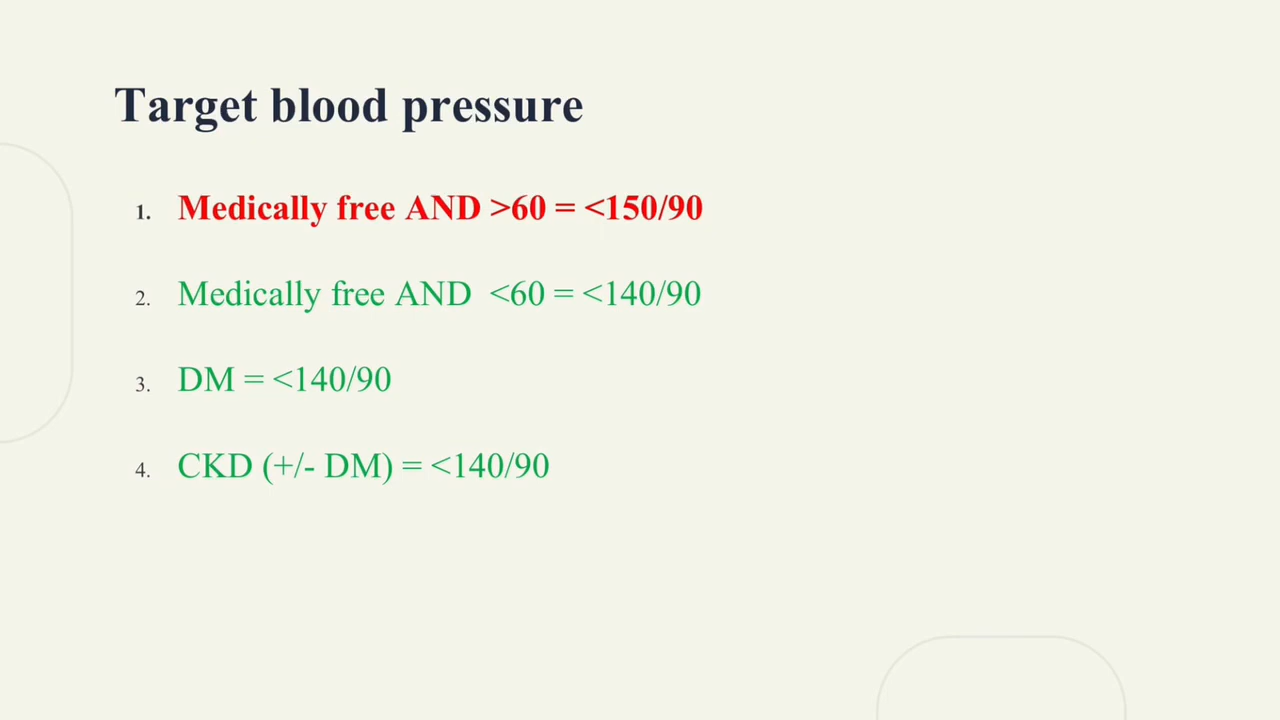 Target blood pressure
1. Medically free AND >60 = <150/90
2. Medically free AND <60 = <140/90
3. DM = <140/90
4. CKD (+/- DM) = <140/90